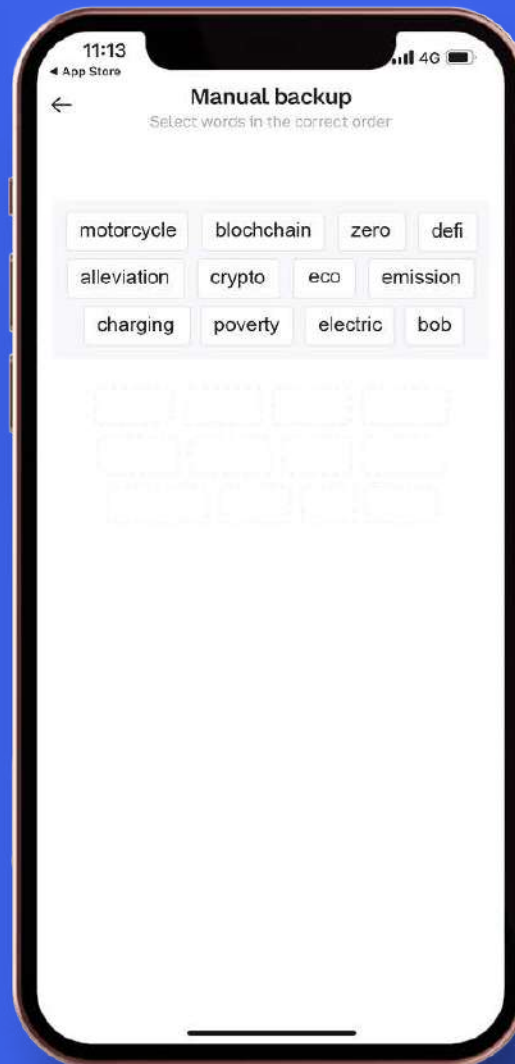 11:13
4G
◀ App Store
Manual backup
Select words in the correct order
motorcycle blochchain zero defi
alleviation crypto eco emission
charging poverty electric bob